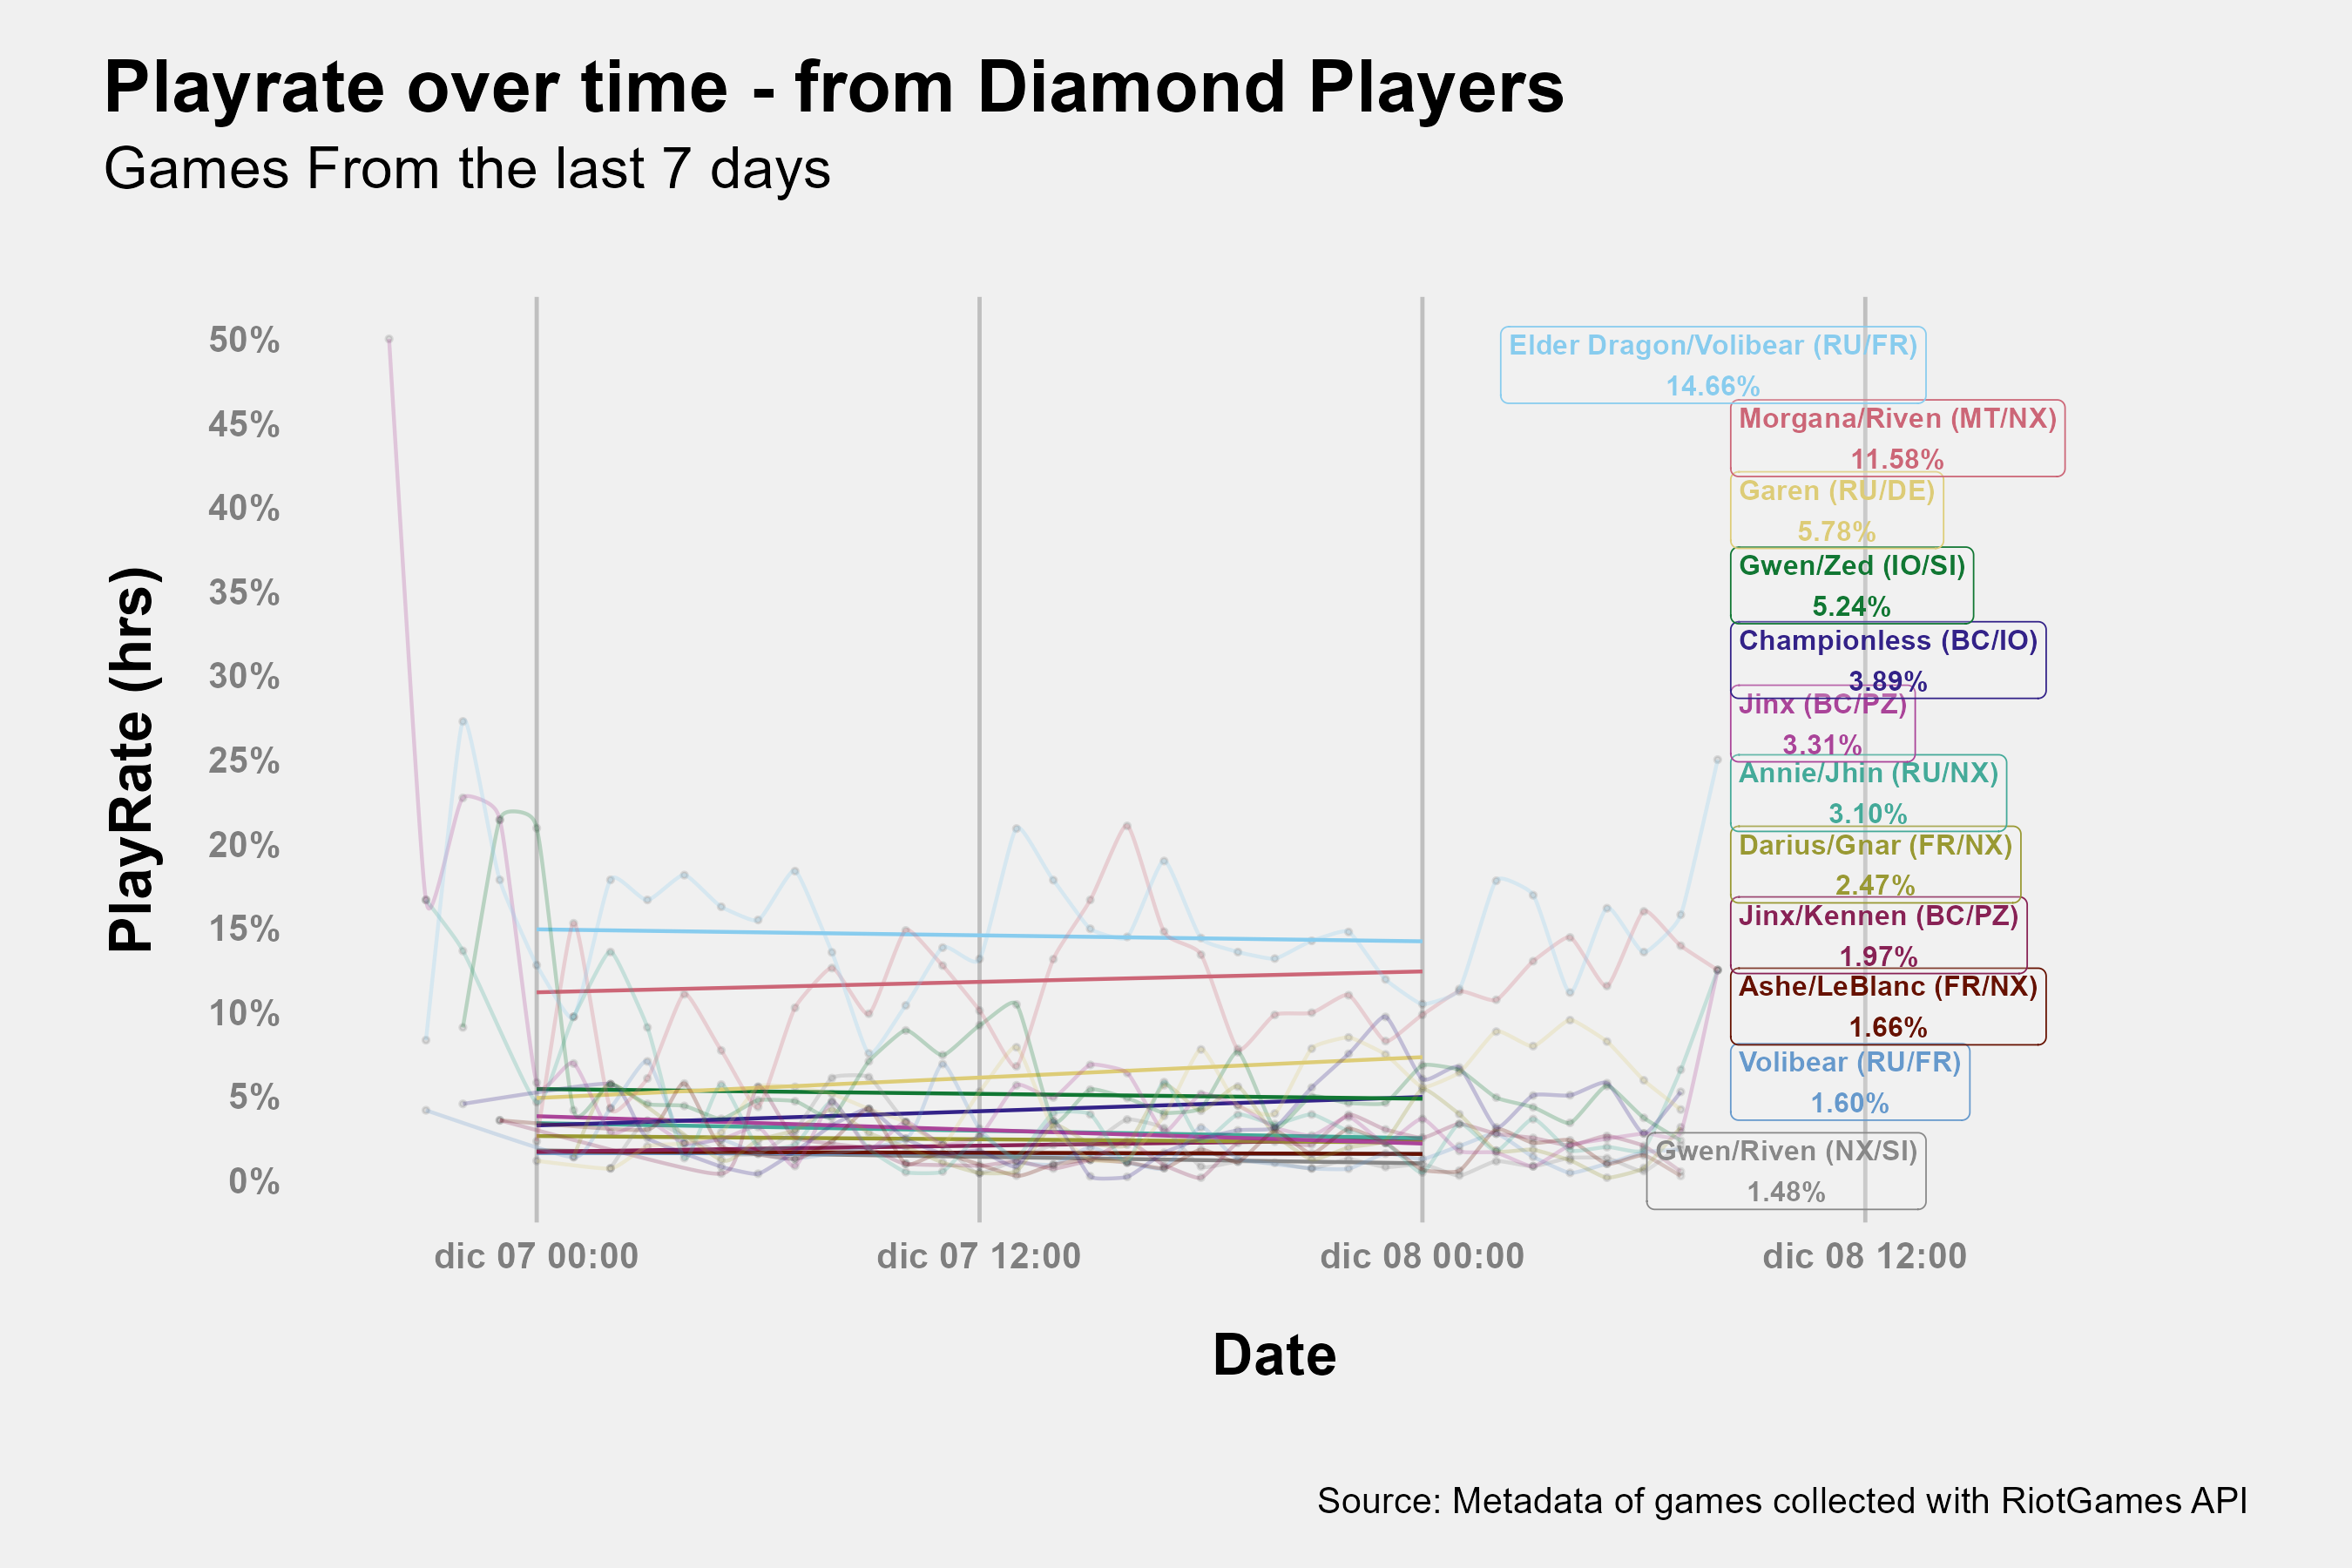 Playrate over time - from Diamond Players
Games From the last 7 days
PlayRate (hrs)
50%
45%
40%
35%
30%
25%
20%
15%
10%
5%
0%
Elder Dragon/Volibear (RU/FR)
14.66%
Morgana/Riven (MT/NX)
11.58%
Garen (RU/DE)
5.78%
Gwen/Zed (IO/SI)
5.24%
Championless (BC/IO)
3.89%
Jinx (BC/PZ)
3.31%
Annie/Jhin (RU/NX)
3.10%
Darius/Gnar (FR/NX)
2.47%
Jinx/Kennen (BC/PZ)
1.97%
Ashe/LeBlanc (FR/NX)
1.66%
Volibear (RU/FR)
1.60%
Gwen/Riven (NX/SI)
1.48%
dic 07 00:00
dic 07 12:00
dic 08 00:00
dic 08 12:00
Date
Source: Metadata of games collected with RiotGames API